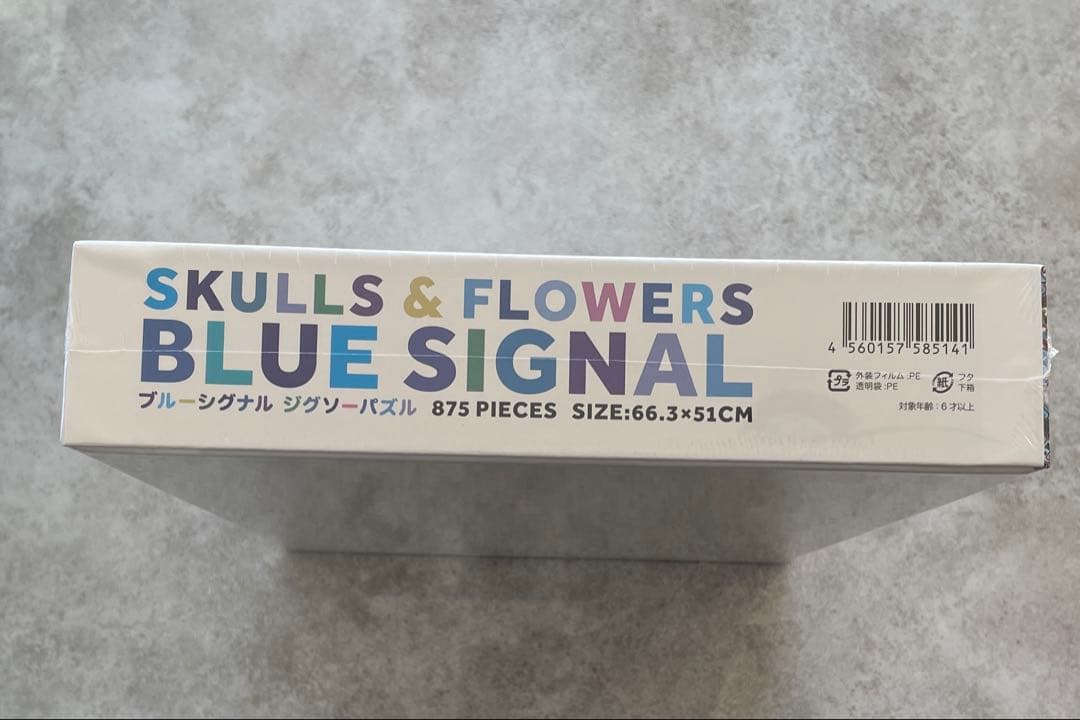 SKULLS & FLOWERS
BLUE SIGNAL
ブルーシグナル ジグソーパズル 875 PIECES SIZE:66.3×51CM
4 560157 585141
プラ 外装フィルム:PE
透明袋:PE
紙 フタ
下箱
対象年齢:6才以上